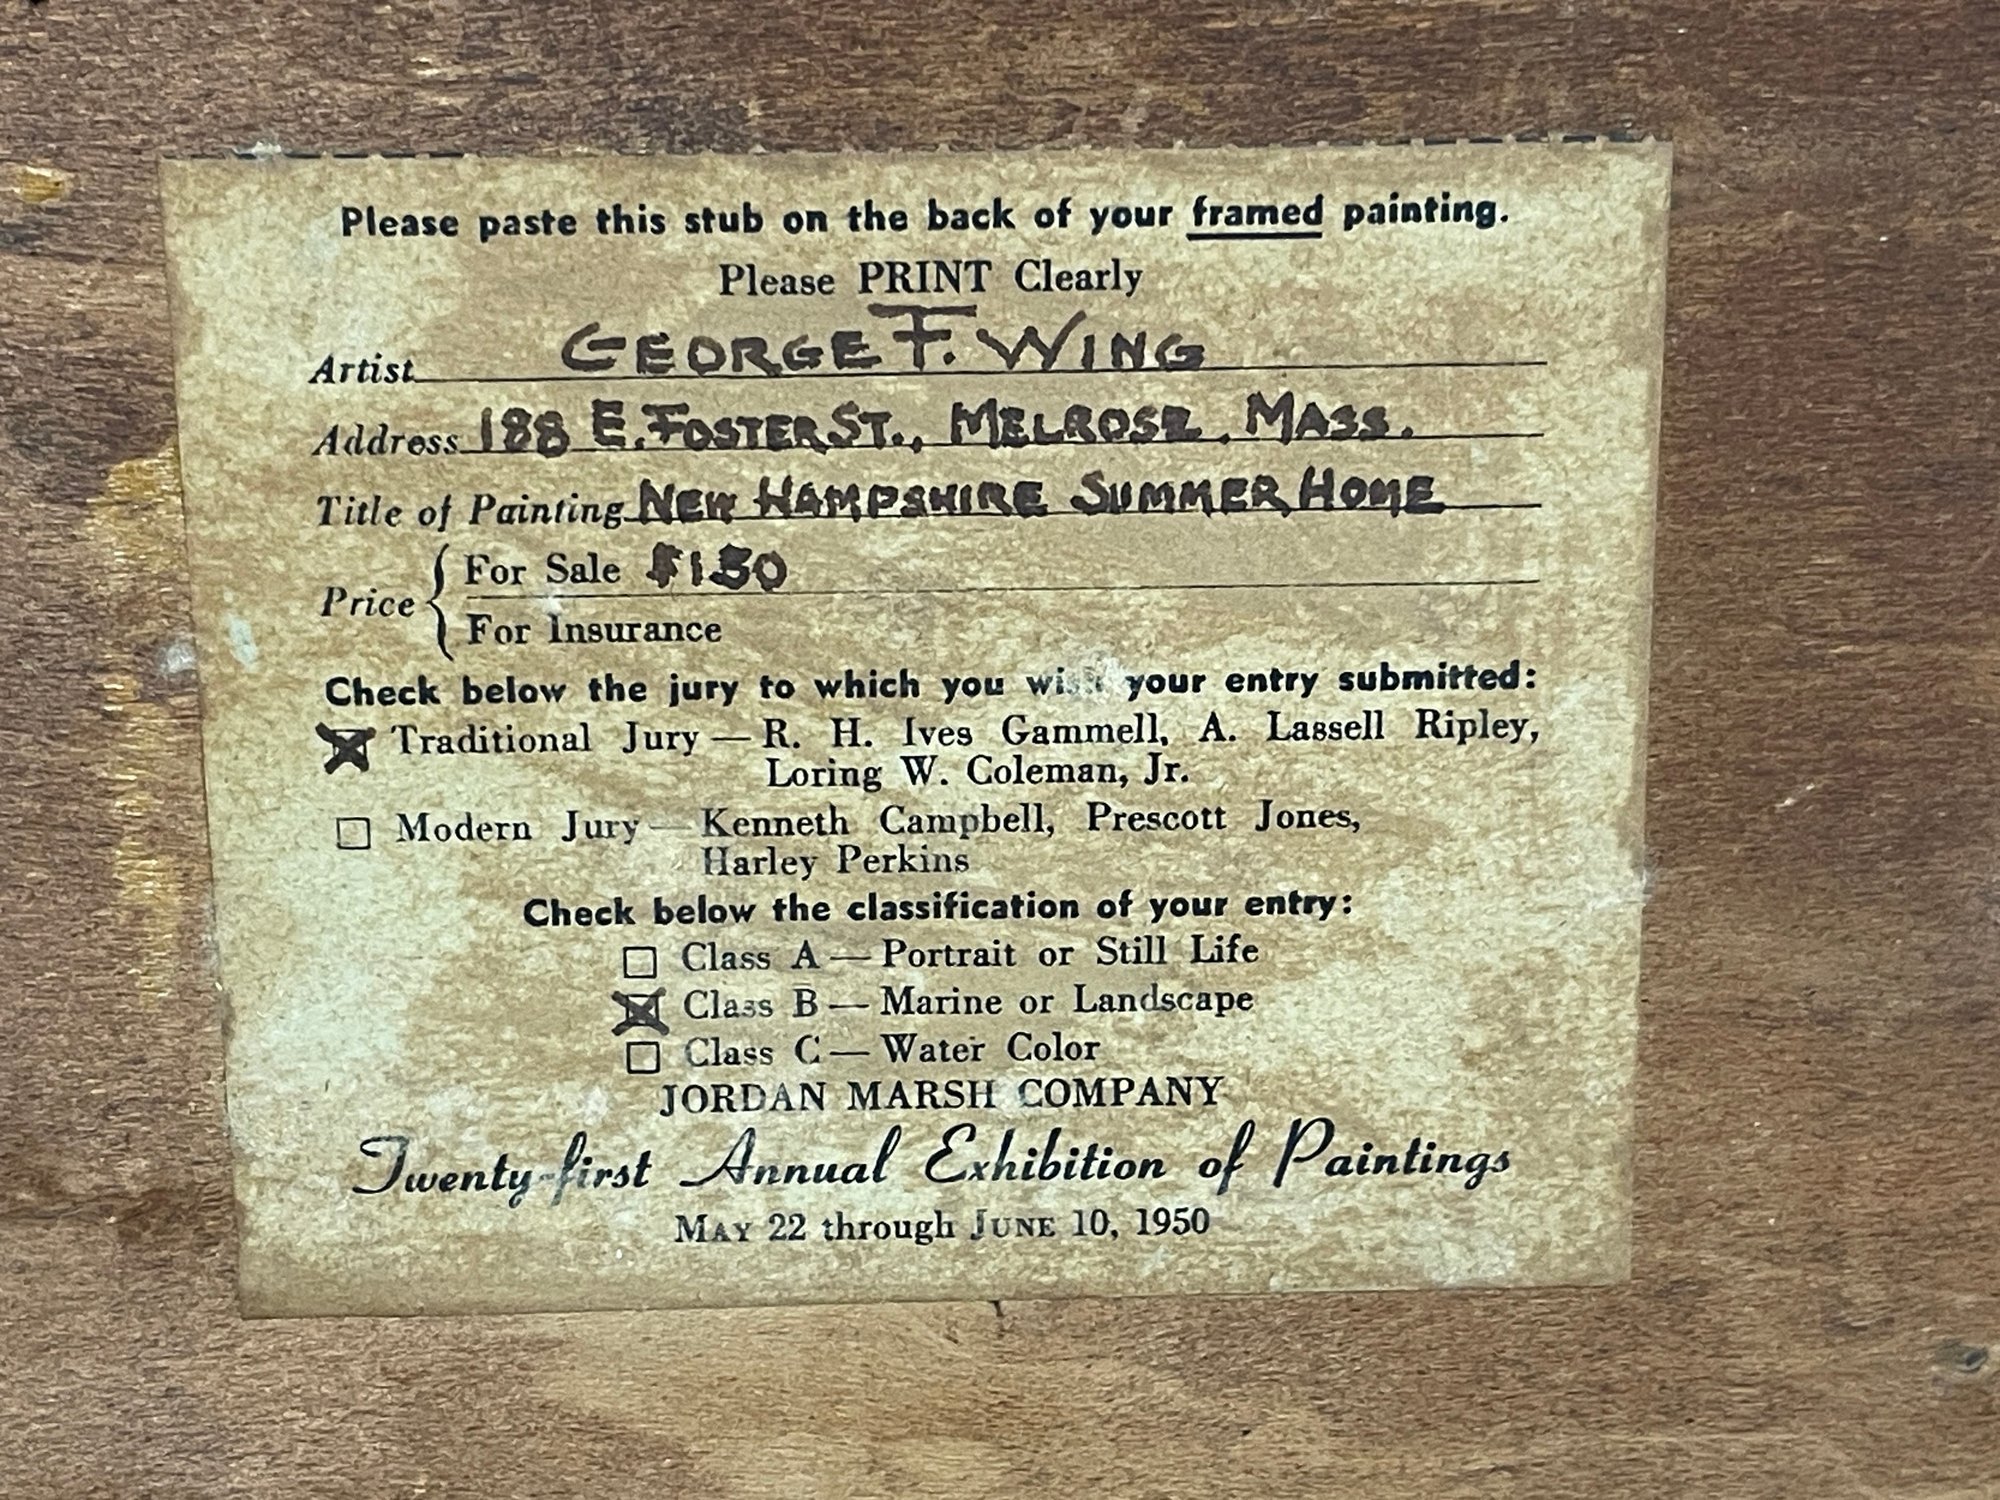 Please paste this stub on the back of your framed painting.
Please PRINT Clearly
Artist GEORGE F. WING
Address 188 E. FOSTER ST., MELROSE, MASS.
Title of Painting NEW HAMPSHIRE SUMMER HOME
Price { For Sale $150
For Insurance
Check below the jury to which you wish your entry submitted:
☒ Traditional Jury — R. H. Ives Gammell, A. Lassell Ripley,
Loring W. Coleman, Jr.
☐ Modern Jury — Kenneth Campbell, Prescott Jones,
Harley Perkins
Check below the classification of your entry:
☐ Class A — Portrait or Still Life
☒ Class B — Marine or Landscape
☐ Class C — Water Color
JORDAN MARSH COMPANY
Twenty-first Annual Exhibition of Paintings
MAY 22 through JUNE 10, 1950